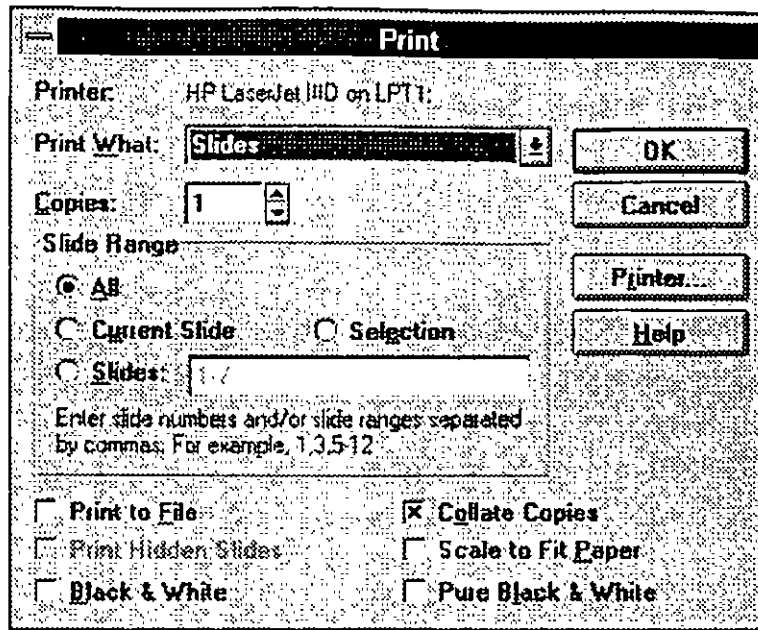 Print
Printer: HP LaserJet IIID on LPT1:
Print What: Slides
OK
Copies: 1
Cancel
Slide Range
All
Printer...
Current Slide
Selection
Help
Slides: 1-7
Enter slide numbers and/or slide ranges separated
by commas. For example, 1,3,5-12
Print to File
Collate Copies
Print Hidden Slides
Scale to Fit Paper
Black & White
Pure Black & White